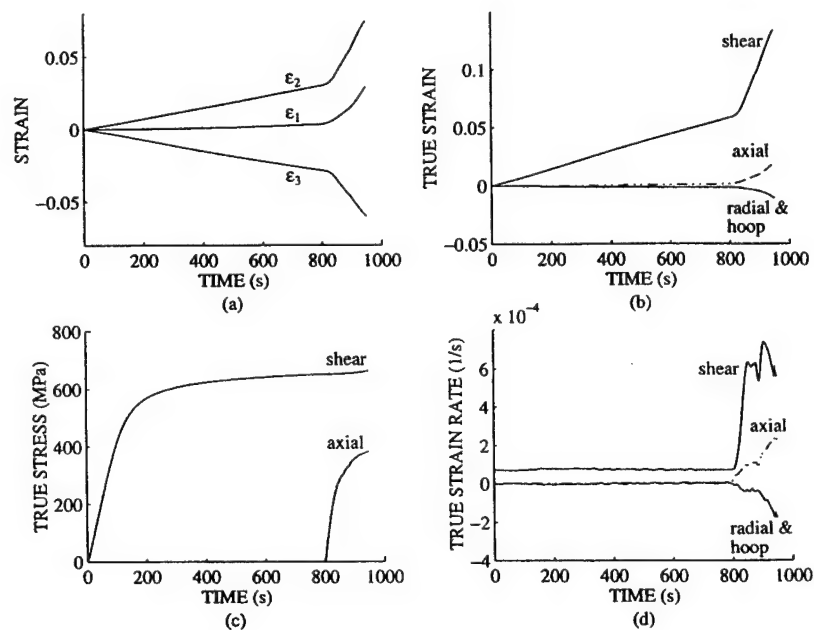 0.05
0
−0.05
STRAIN
ε2
ε1
ε3
0 200 400 600 800 1000
TIME (s)
(a)
0.1
0.05
0
−0.05
TRUE STRAIN
shear
axial
radial &
hoop
0 200 400 600 800 1000
TIME (s)
(b)
800
600
400
200
0
TRUE STRESS (MPa)
shear
axial
0 200 400 600 800 1000
TIME (s)
(c)
x 10−4
6
4
2
0
−2
−4
TRUE STRAIN RATE (1/s)
shear
axial
radial &
hoop
0 200 400 600 800 1000
TIME (s)
(d)